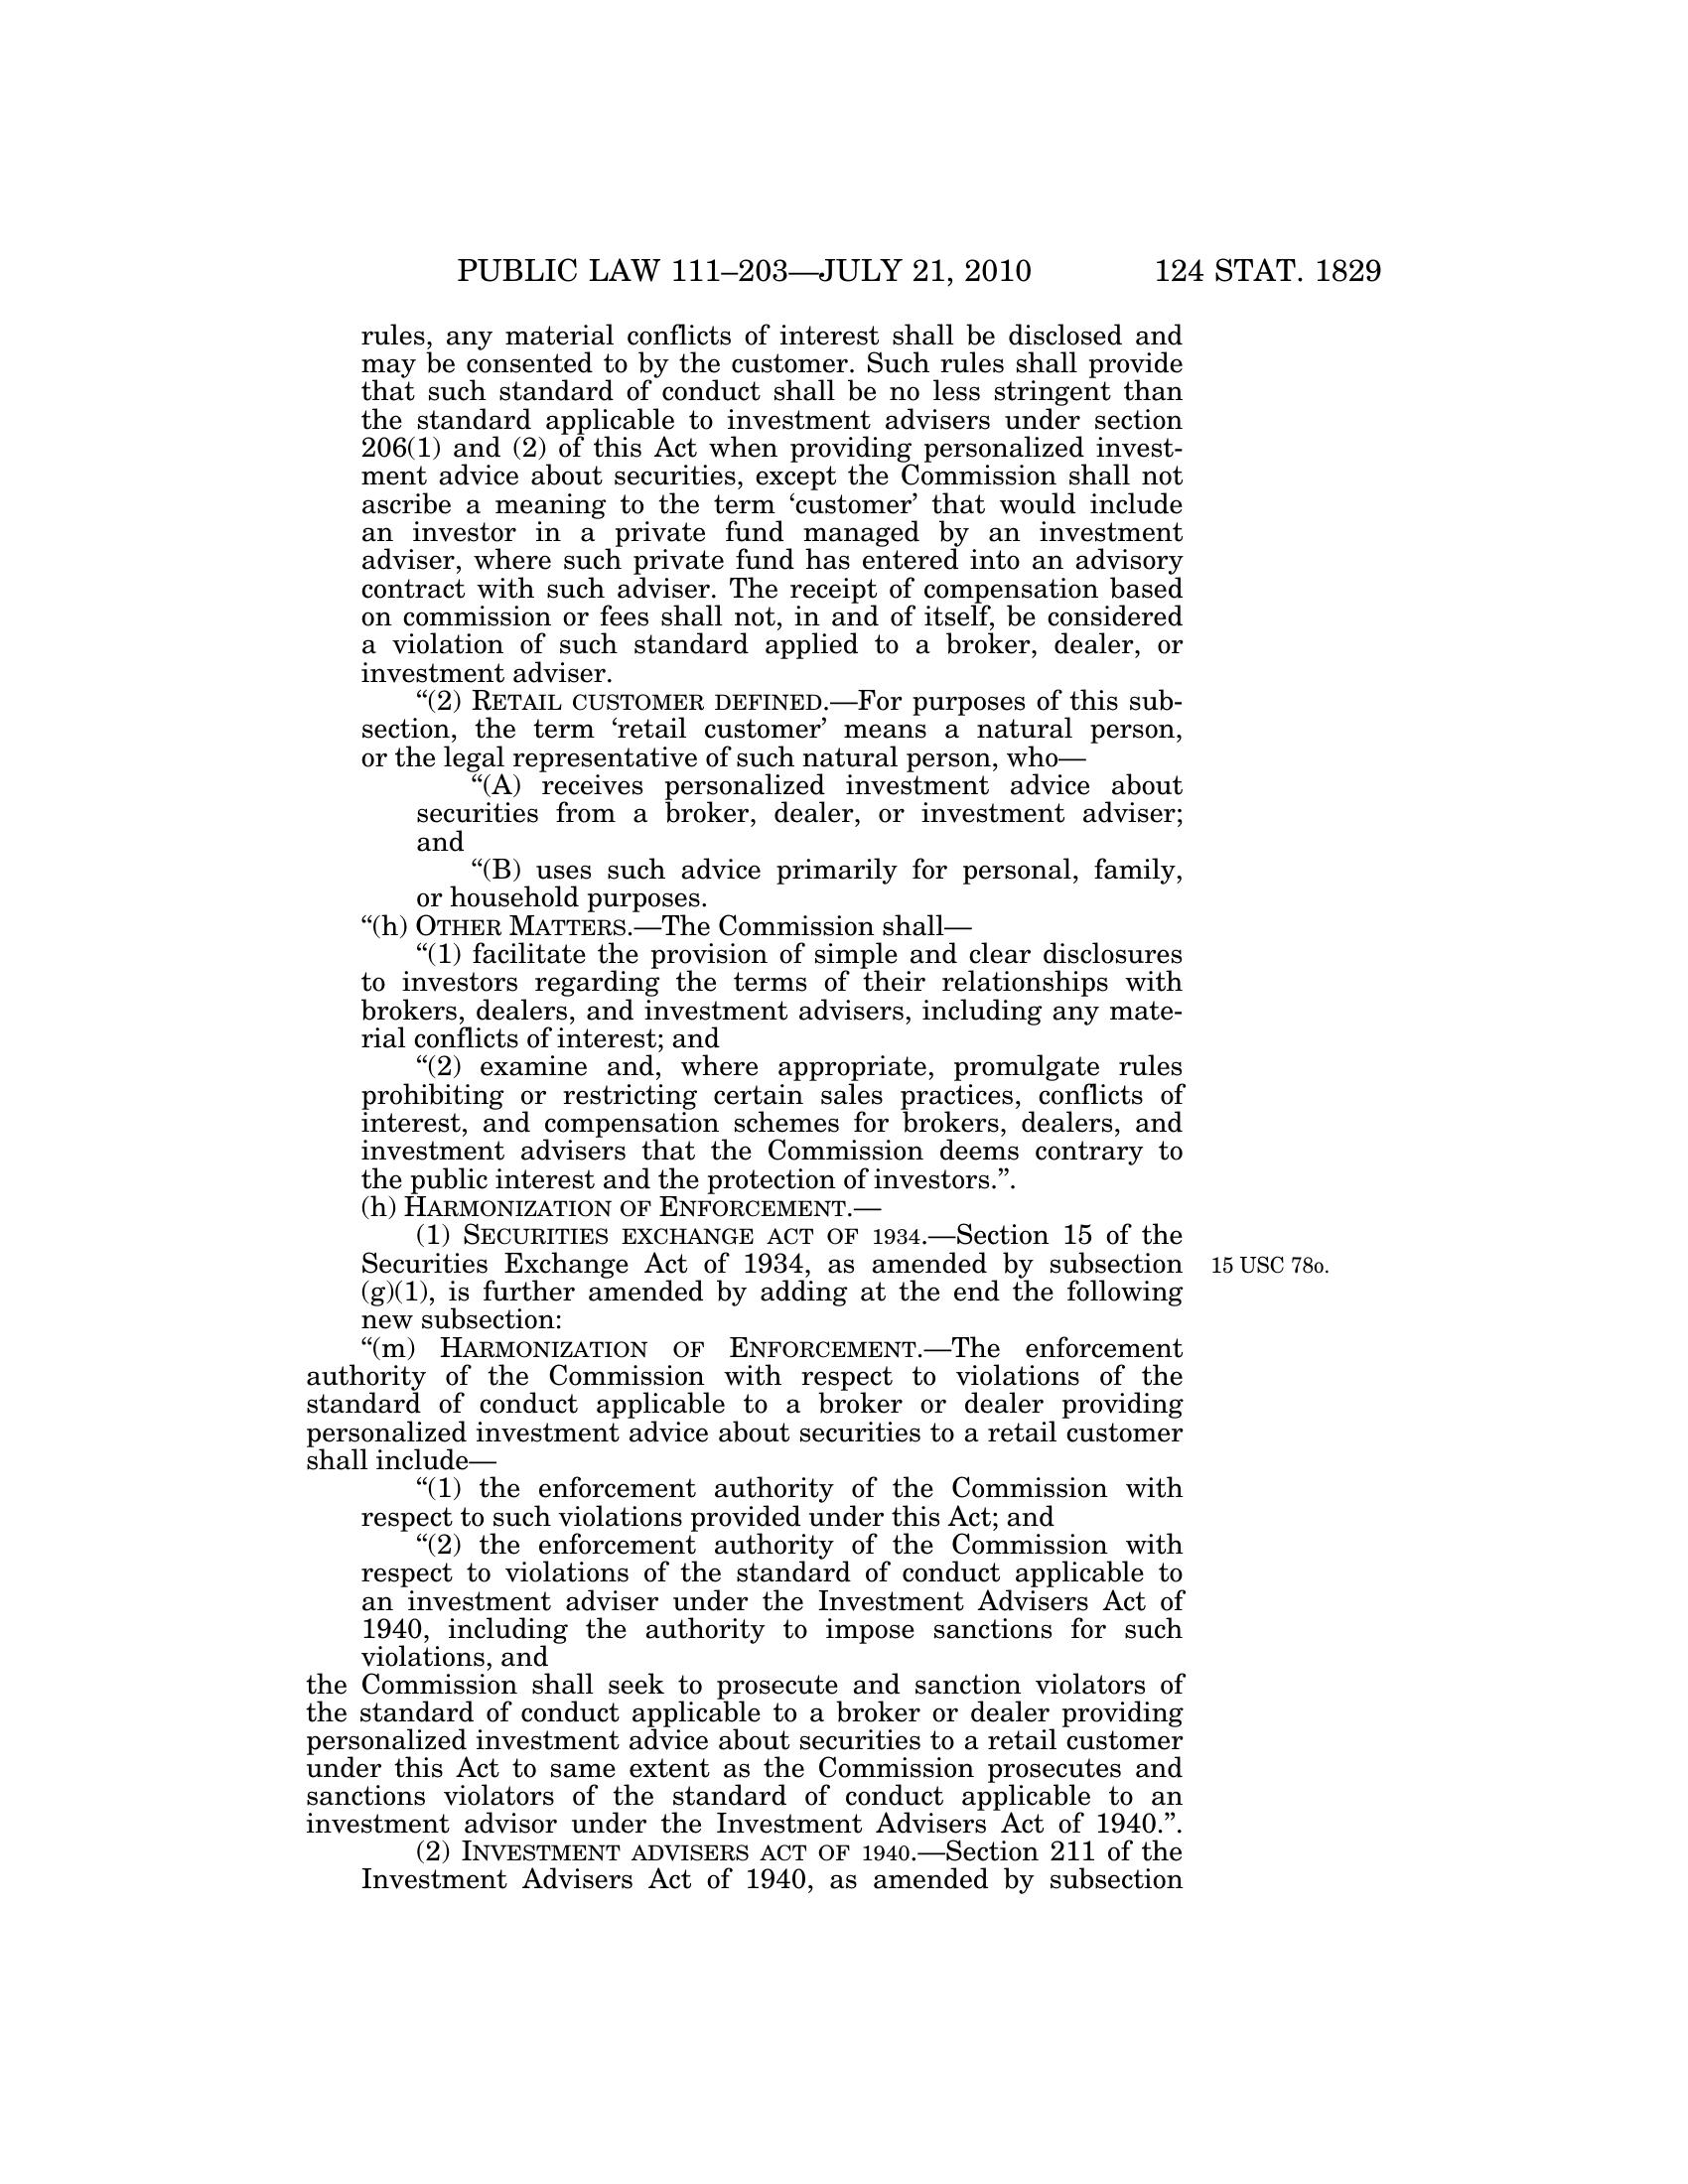 PUBLIC LAW 111–203—JULY 21, 2010 124 STAT. 1829
rules, any material conflicts of interest shall be disclosed and
may be consented to by the customer. Such rules shall provide
that such standard of conduct shall be no less stringent than
the standard applicable to investment advisers under section
206(1) and (2) of this Act when providing personalized invest-
ment advice about securities, except the Commission shall not
ascribe a meaning to the term ‘customer’ that would include
an investor in a private fund managed by an investment
adviser, where such private fund has entered into an advisory
contract with such adviser. The receipt of compensation based
on commission or fees shall not, in and of itself, be considered
a violation of such standard applied to a broker, dealer, or
investment adviser.
“(2) RETAIL CUSTOMER DEFINED.—For purposes of this sub-
section, the term ‘retail customer’ means a natural person,
or the legal representative of such natural person, who—
“(A) receives personalized investment advice about
securities from a broker, dealer, or investment adviser;
and
“(B) uses such advice primarily for personal, family,
or household purposes.
“(h) OTHER MATTERS.—The Commission shall—
“(1) facilitate the provision of simple and clear disclosures
to investors regarding the terms of their relationships with
brokers, dealers, and investment advisers, including any mate-
rial conflicts of interest; and
“(2) examine and, where appropriate, promulgate rules
prohibiting or restricting certain sales practices, conflicts of
interest, and compensation schemes for brokers, dealers, and
investment advisers that the Commission deems contrary to
the public interest and the protection of investors.”.
(h) HARMONIZATION OF ENFORCEMENT.—
(1) SECURITIES EXCHANGE ACT OF 1934.—Section 15 of the
Securities Exchange Act of 1934, as amended by subsection
(g)(1), is further amended by adding at the end the following
new subsection:
15 USC 78o.
“(m) HARMONIZATION OF ENFORCEMENT.—The enforcement
authority of the Commission with respect to violations of the
standard of conduct applicable to a broker or dealer providing
personalized investment advice about securities to a retail customer
shall include—
“(1) the enforcement authority of the Commission with
respect to such violations provided under this Act; and
“(2) the enforcement authority of the Commission with
respect to violations of the standard of conduct applicable to
an investment adviser under the Investment Advisers Act of
1940, including the authority to impose sanctions for such
violations, and
the Commission shall seek to prosecute and sanction violators of
the standard of conduct applicable to a broker or dealer providing
personalized investment advice about securities to a retail customer
under this Act to same extent as the Commission prosecutes and
sanctions violators of the standard of conduct applicable to an
investment advisor under the Investment Advisers Act of 1940.”.
(2) INVESTMENT ADVISERS ACT OF 1940.—Section 211 of the
Investment Advisers Act of 1940, as amended by subsection